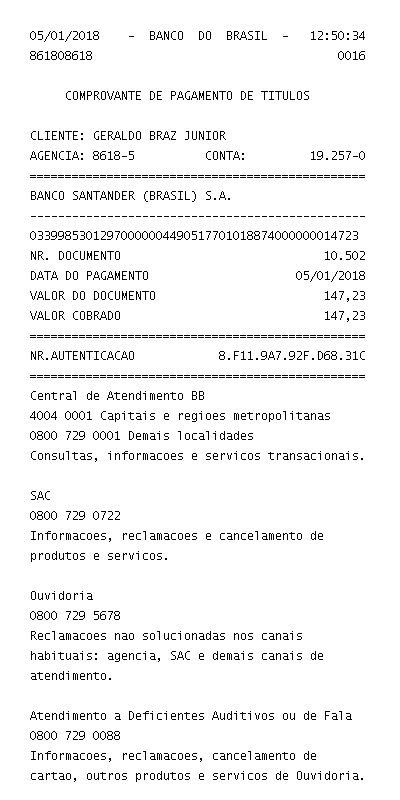 05/01/2018 - BANCO DO BRASIL - 12:50:34
861808618 0016
COMPROVANTE DE PAGAMENTO DE TITULOS
CLIENTE: GERALDO BRAZ JUNIOR
AGENCIA: 8618-5 CONTA: 19.257-0
================================================
BANCO SANTANDER (BRASIL) S.A.
------------------------------------------------
03399853012970000004490517701018874000000014723
NR. DOCUMENTO 10.502
DATA DO PAGAMENTO 05/01/2018
VALOR DO DOCUMENTO 147,23
VALOR COBRADO 147,23
================================================
NR.AUTENTICACAO 8.F11.9A7.92F.D68.31C
================================================
Central de Atendimento BB
4004 0001 Capitais e regioes metropolitanas
0800 729 0001 Demais localidades
Consultas, informacoes e servicos transacionais.
SAC
0800 729 0722
Informacoes, reclamacoes e cancelamento de
produtos e servicos.
Ouvidoria
0800 729 5678
Reclamacoes nao solucionadas nos canais
habituais: agencia, SAC e demais canais de
atendimento.
Atendimento a Deficientes Auditivos ou de Fala
0800 729 0088
Informacoes, reclamacoes, cancelamento de
cartao, outros produtos e servicos de Ouvidoria.